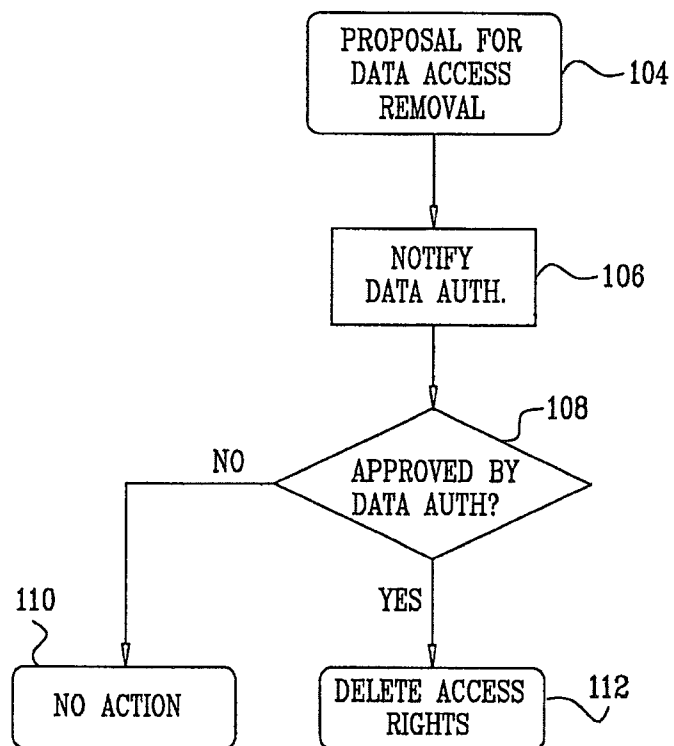 PROPOSAL FOR
DATA ACCESS
REMOVAL
104
NOTIFY
DATA AUTH.
106
108
APPROVED BY
DATA AUTH?
NO
YES
110
NO ACTION
DELETE ACCESS
RIGHTS
112